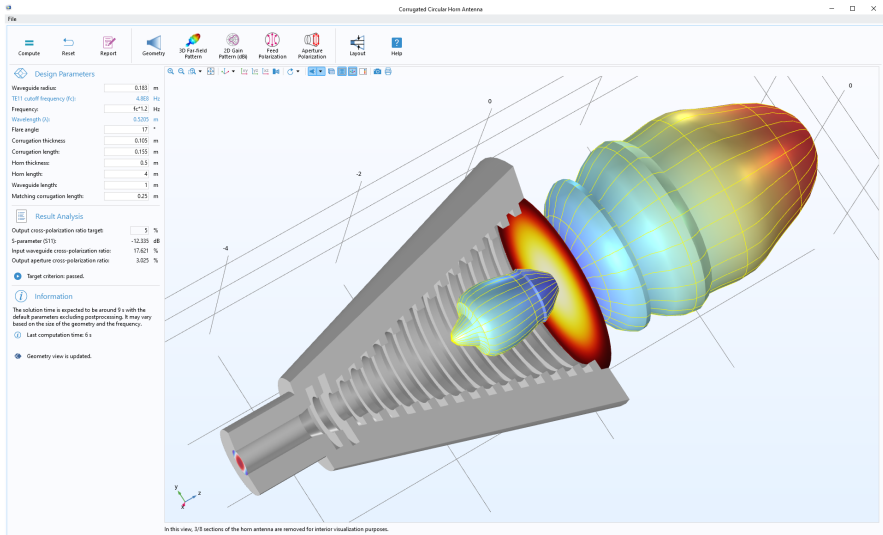 Corrugated Circular Horn Antenna
File
Compute
Reset
Report
Geometry
3D Far-field
Pattern
2D Gain
Pattern (dBi)
Feed
Polarization
Aperture
Polarization
Layout
Help
Design Parameters
Waveguide radius: 0.183 m
TE11 cutoff frequency (fc): Hz
Frequency: fc*1.2 Hz
Wavelength (λ): 0.5205 m
Flare angle: 17 °
Corrugation thickness 0.105 m
Corrugation length: 0.155 m
Horn thickness: 0.5 m
Horn length: 4 m
Waveguide length: 1 m
Matching corrugation length: 0.25 m
Result Analysis
Output cross-polarization ratio target: 5 %
S-parameter (S11): -12.335 dB
Input waveguide cross-polarization ratio: 17.621 %
Output aperture cross-polarization ratio: 3.025 %
Target criterion: passed.
Information
The solution time is expected to be around 9 s with the
default parameters excluding postprocessing. It may vary
based on the size of the geometry and the frequency.
Last computation time: 6 s
Geometry view is updated.
0
0
-2
-4
y
z
x
In this view, 3/8 sections of the horn antenna are removed for interior visualization purposes.